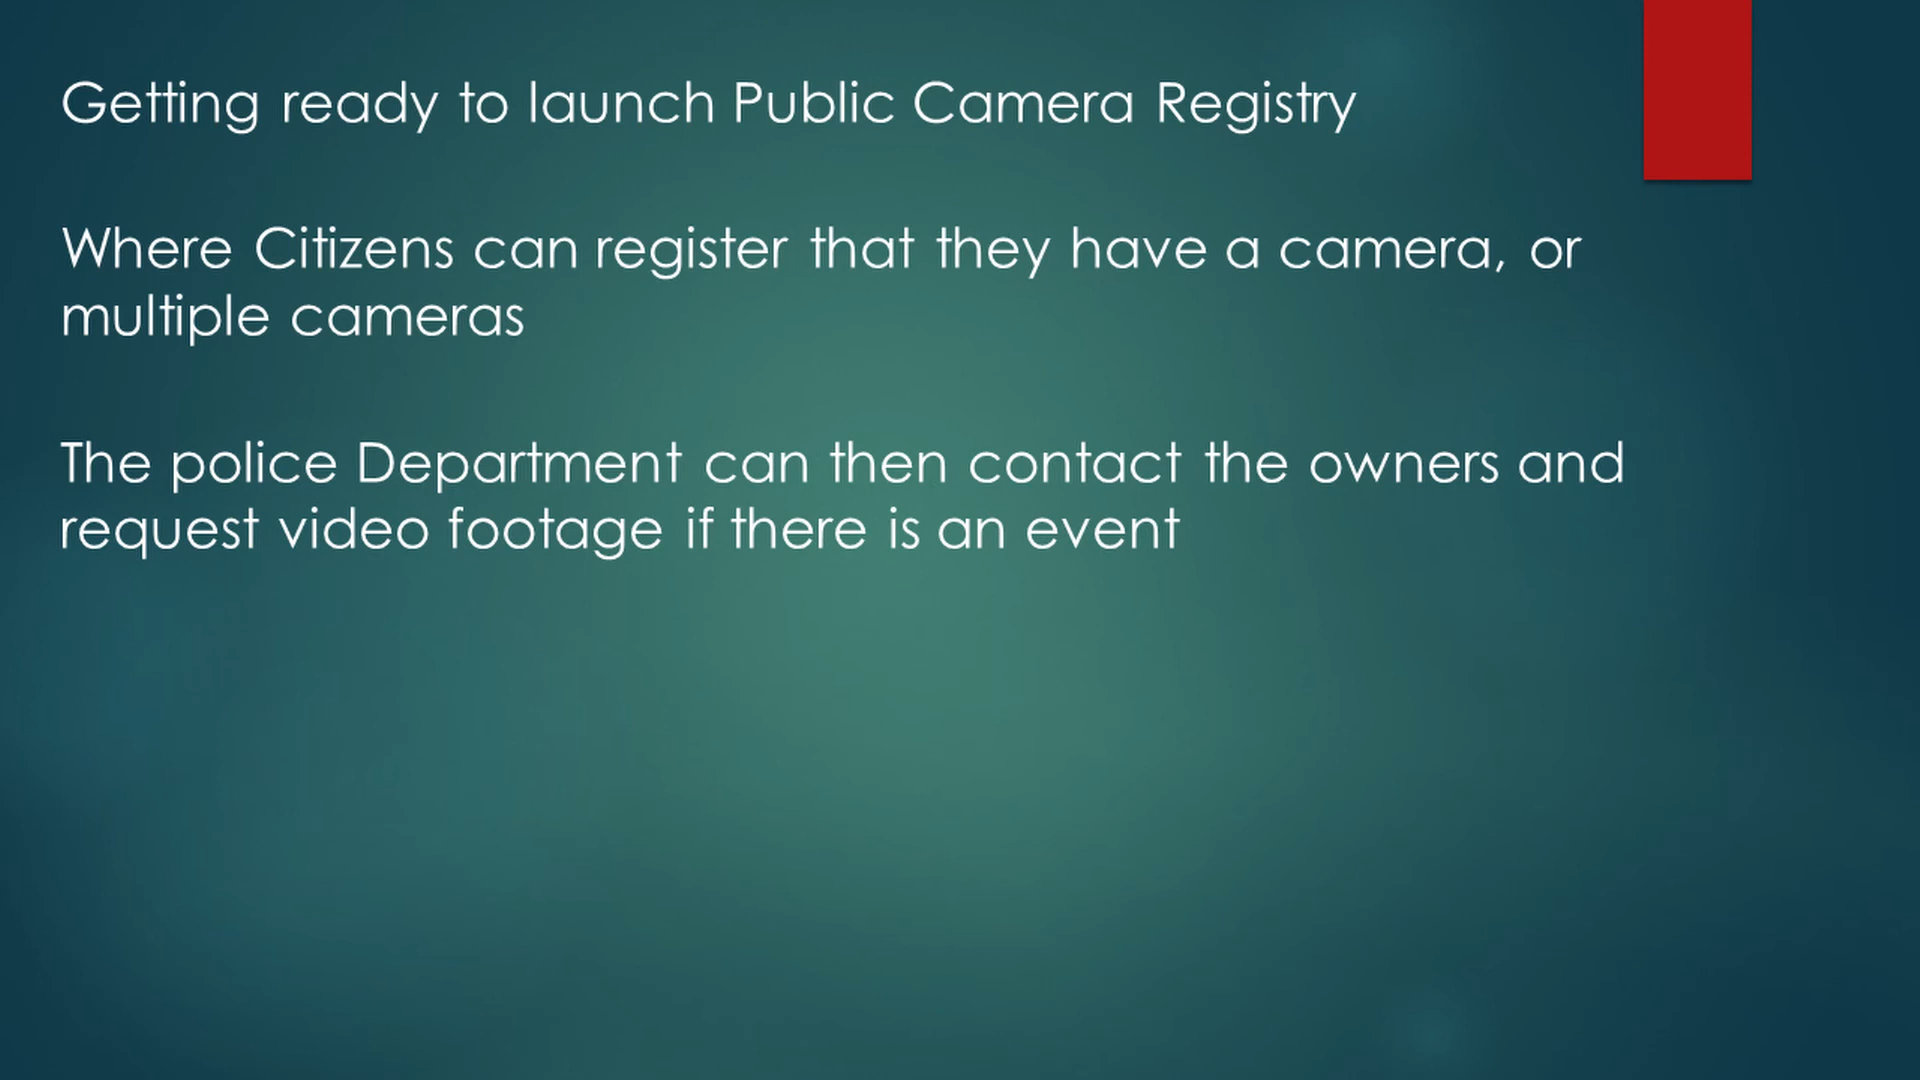 Getting ready to launch Public Camera Registry
Where Citizens can register that they have a camera, or
multiple cameras
The police Department can then contact the owners and
request video footage if there is an event